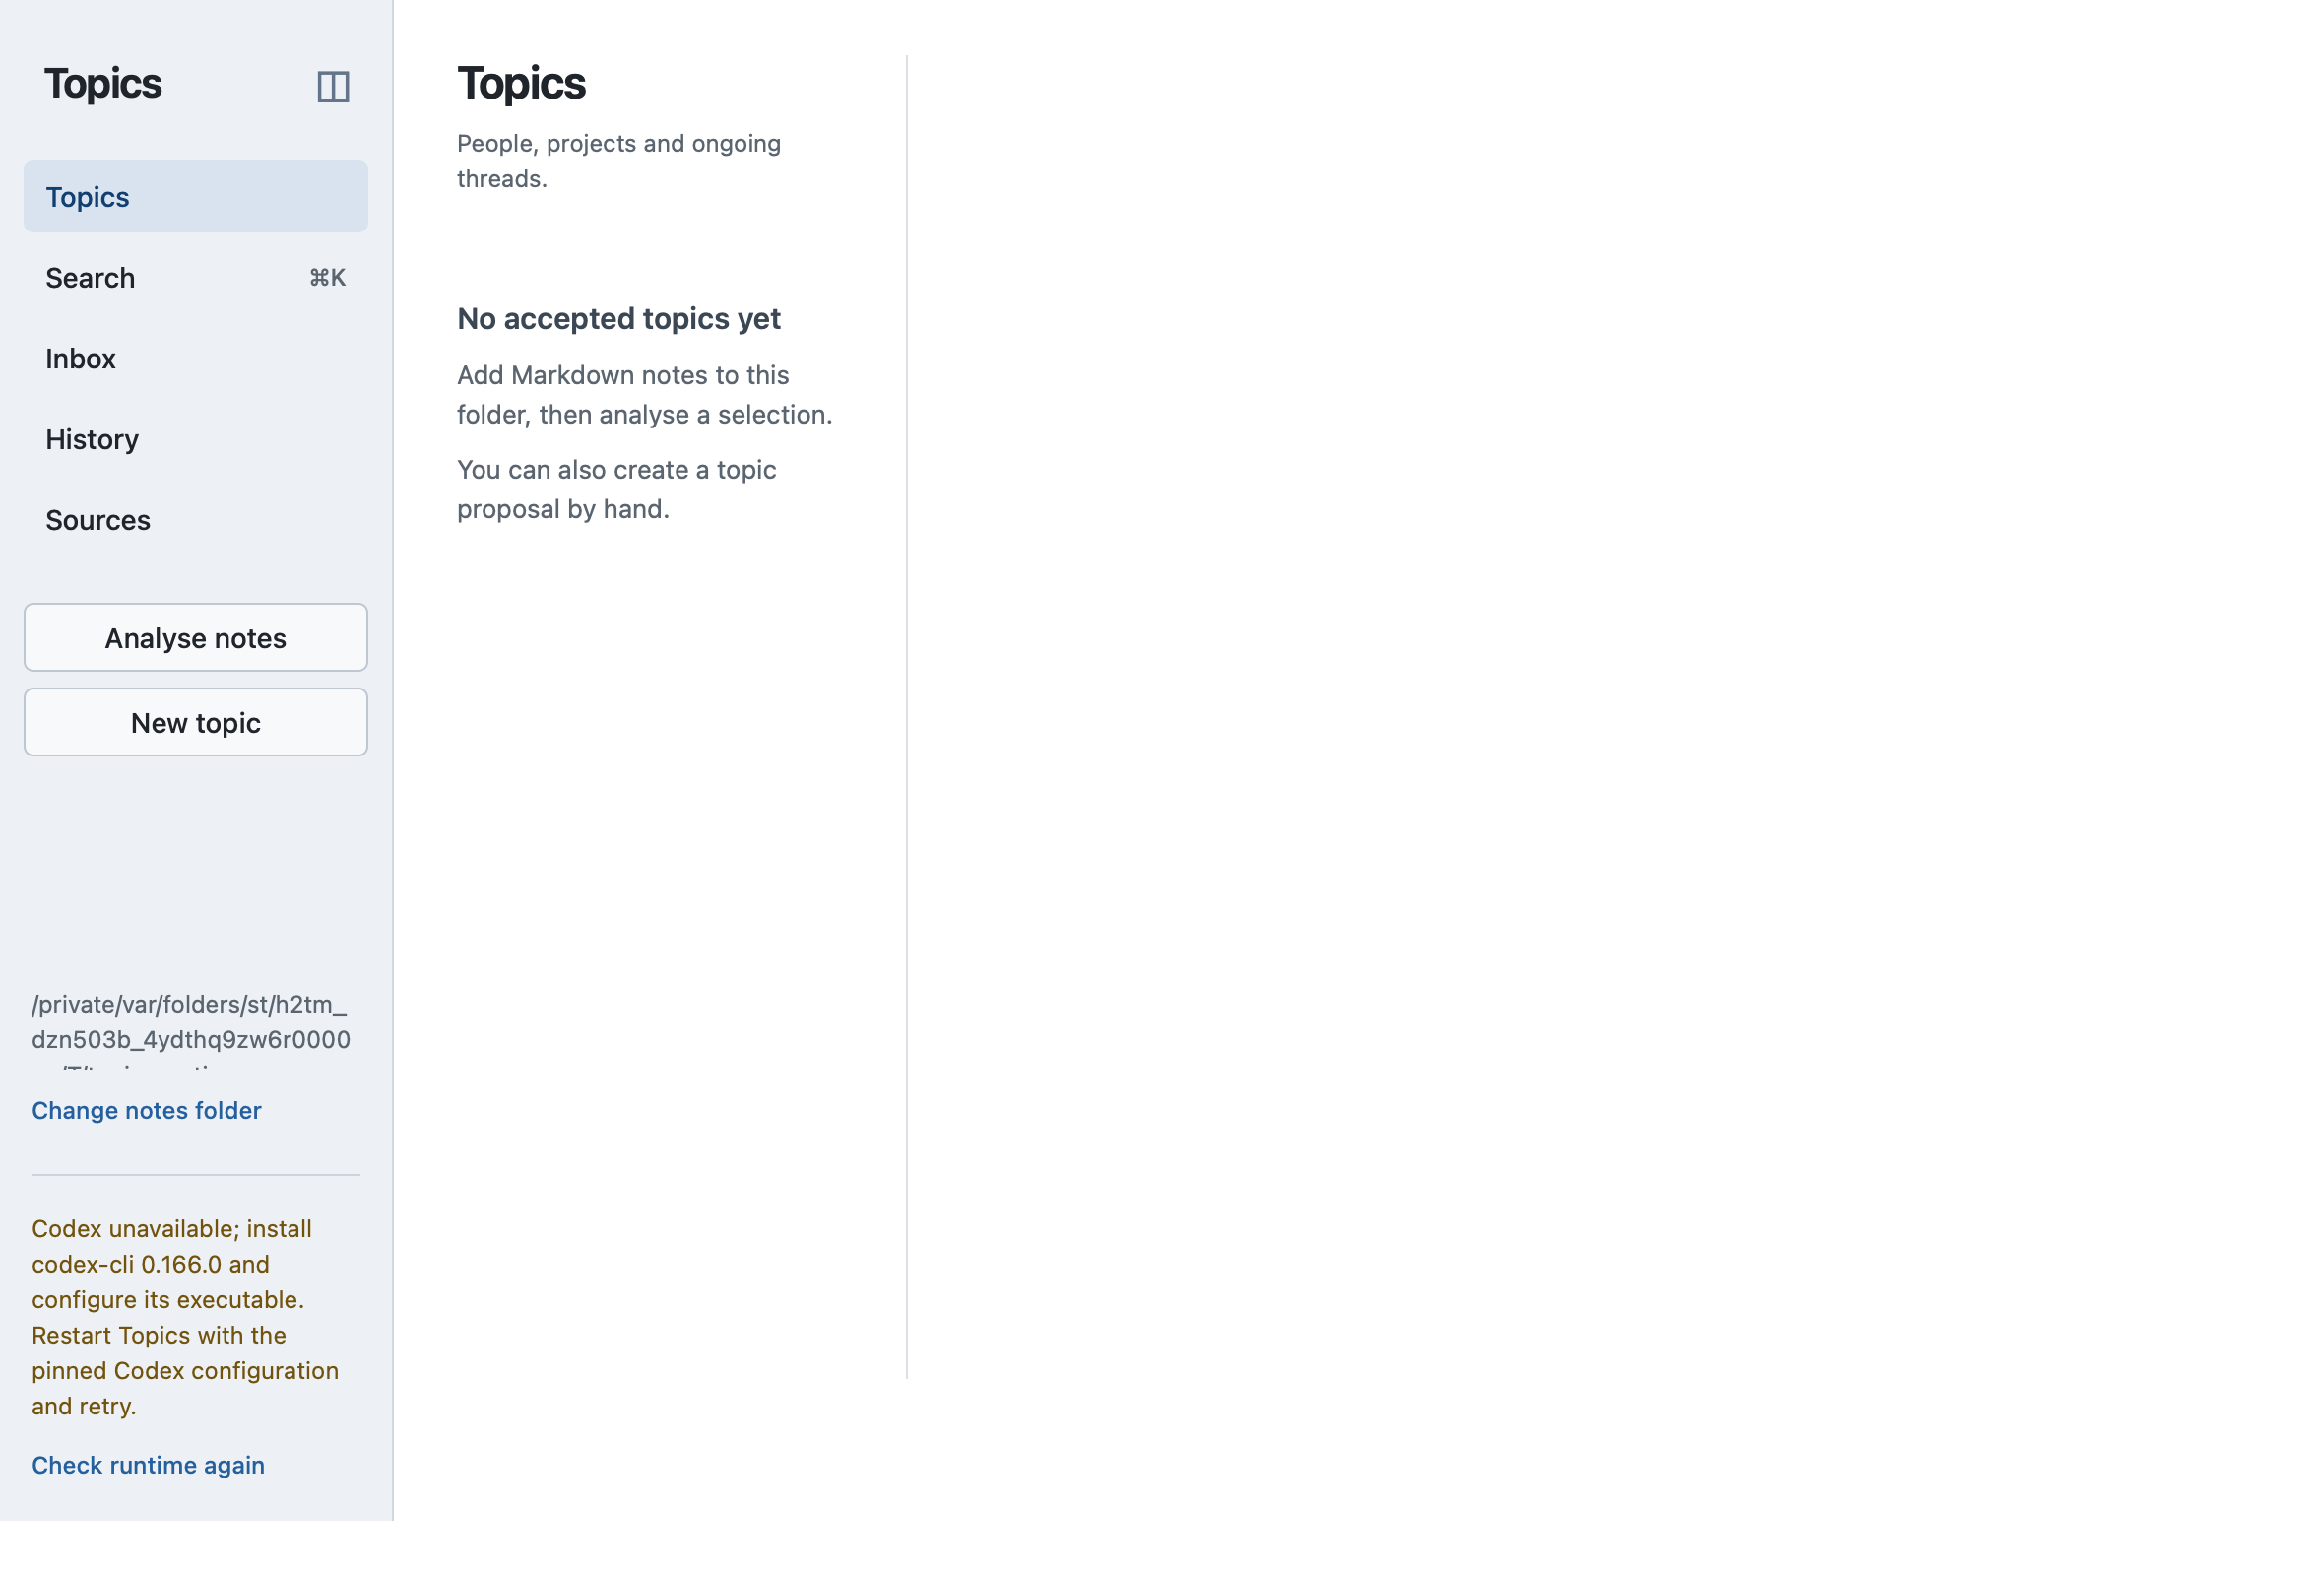 Topics
Topics
Search ⌘K
Inbox
History
Sources
Analyse notes
New topic
/private/var/folders/st/h2tm_
dzn503b_4ydthq9zw6r0000
Change notes folder
Codex unavailable; install
codex-cli 0.166.0 and
configure its executable.
Restart Topics with the
pinned Codex configuration
and retry.
Check runtime again
Topics
People, projects and ongoing
threads.
No accepted topics yet
Add Markdown notes to this
folder, then analyse a selection.
You can also create a topic
proposal by hand.